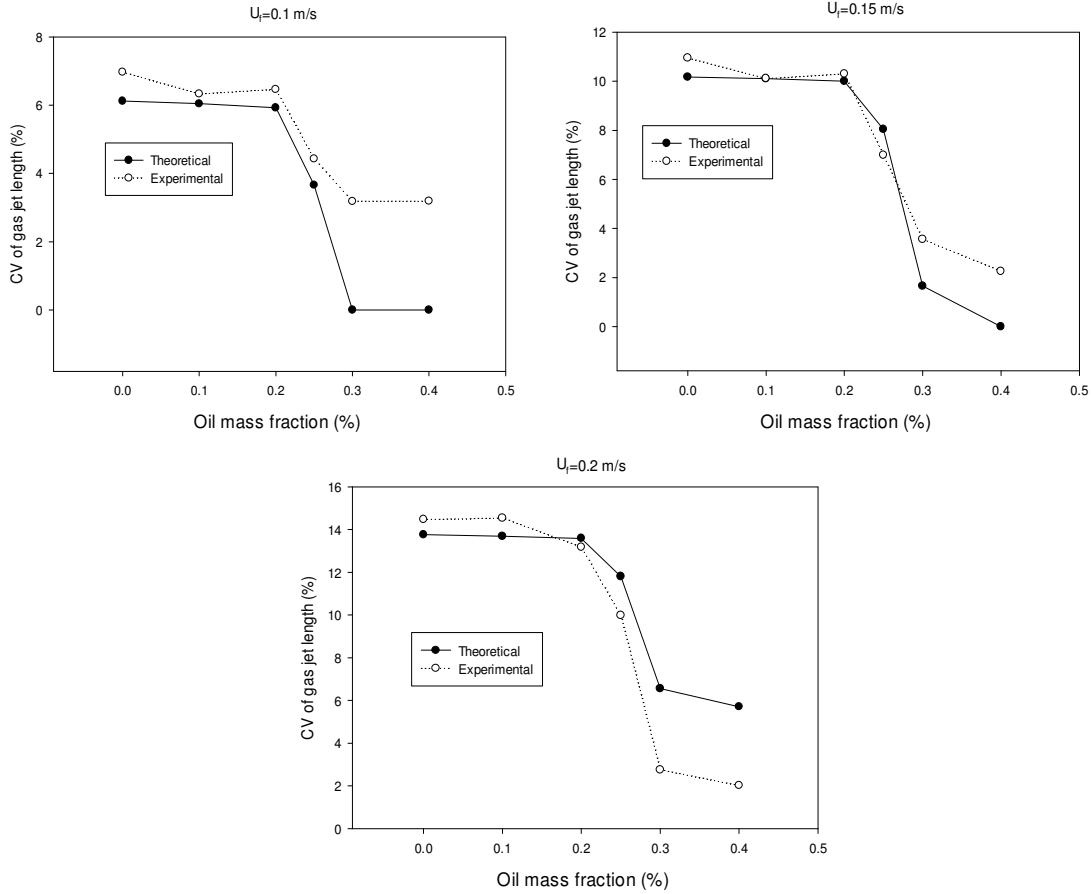 U_f=0.1 m/s
8
6
4
2
0
CV of gas jet length (%)
Theoretical
Experimental
0.0 0.1 0.2 0.3 0.4 0.5
Oil mass fraction (%)
U_f=0.15 m/s
12
10
8
6
4
2
0
CV of gas jet length (%)
Theoretical
Experimental
0.0 0.1 0.2 0.3 0.4 0.5
Oil mass fraction (%)
U_f=0.2 m/s
16
14
12
10
8
6
4
2
0
CV of gas jet length (%)
Theoretical
Experimental
0.0 0.1 0.2 0.3 0.4 0.5
Oil mass fraction (%)